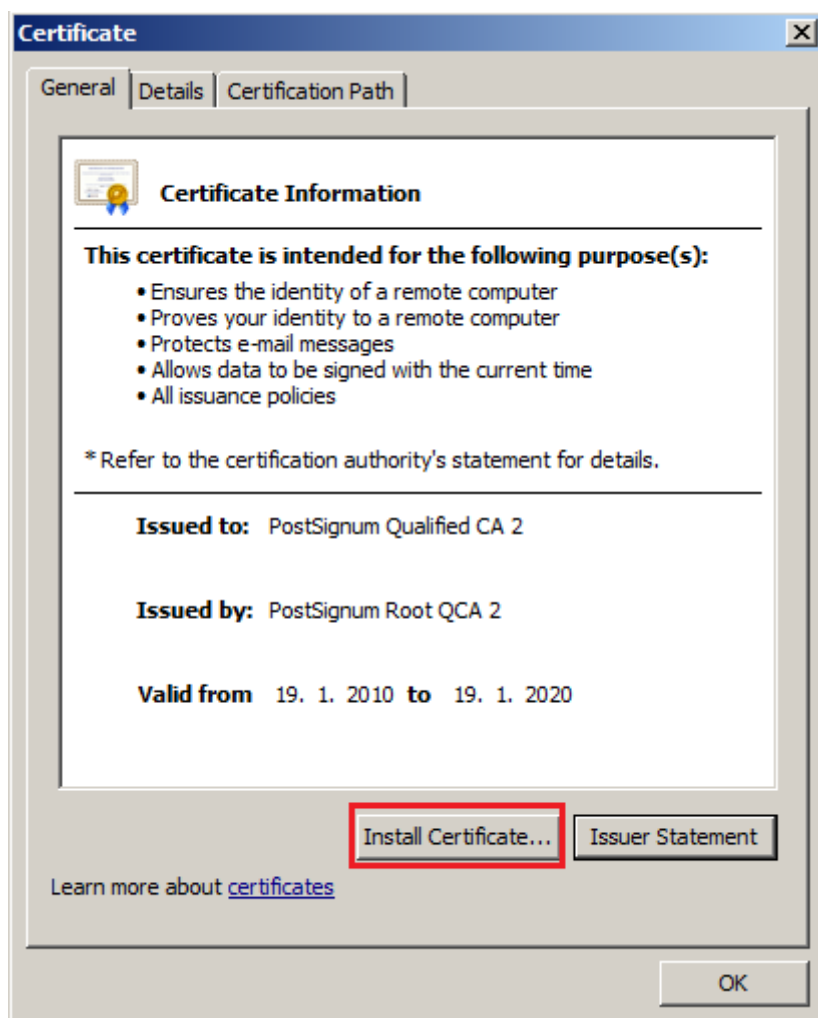 Certificate
General Details Certification Path
Certificate Information
This certificate is intended for the following purpose(s):
• Ensures the identity of a remote computer
• Proves your identity to a remote computer
• Protects e-mail messages
• Allows data to be signed with the current time
• All issuance policies
* Refer to the certification authority's statement for details.
Issued to: PostSignum Qualified CA 2
Issued by: PostSignum Root QCA 2
Valid from 19. 1. 2010 to 19. 1. 2020
Install Certificate... Issuer Statement
Learn more about certificates
OK